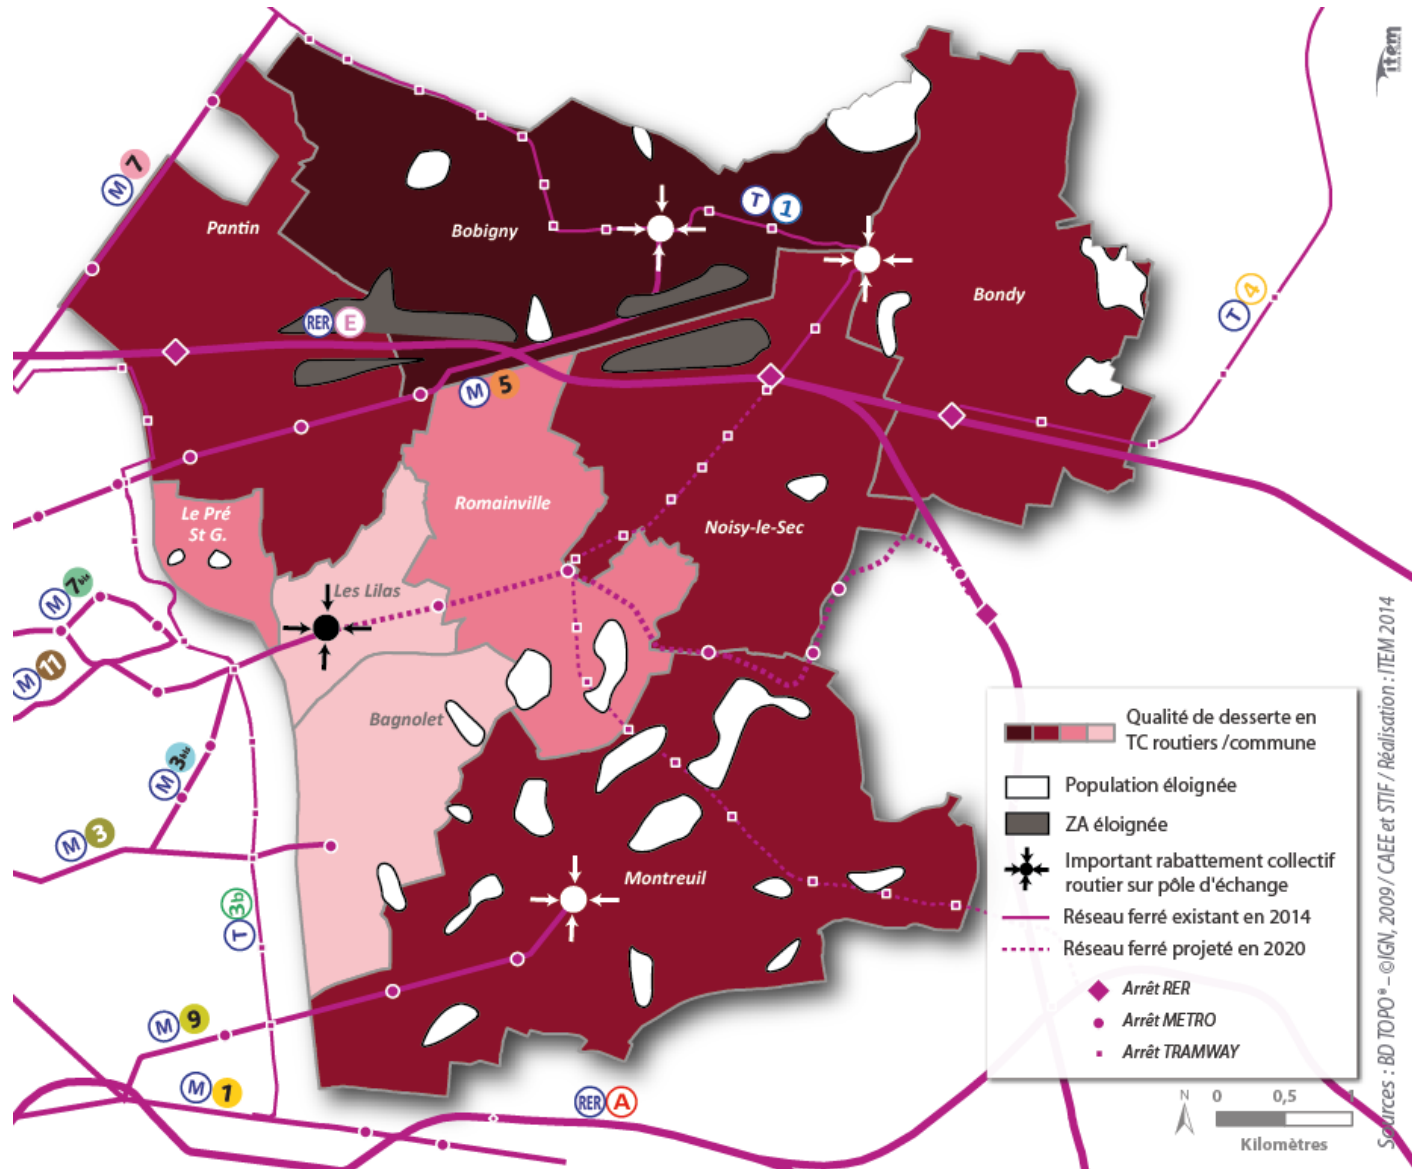 item
M 7
Pantin
Bobigny
T 1
Bondy
T 4
RER E
M 5
Le Pré
St G.
Romainville
Noisy-le-Sec
Les Lilas
M 7bis
M 11
Bagnolet
M 3bis
M 3
Montreuil
T 3b
M 9
M 1
RER A
Qualité de desserte en
TC routiers /commune
Population éloignée
ZA éloignée
Important rabattement collectif
routier sur pôle d'échange
Réseau ferré existant en 2014
Réseau ferré projeté en 2020
Arrêt RER
Arrêt METRO
Arrêt TRAMWAY
N
0 0,5 1
Kilomètres
Sources : BD TOPO® – ©IGN, 2009 / CAEE et STIF / Réalisation : ITEM 2014